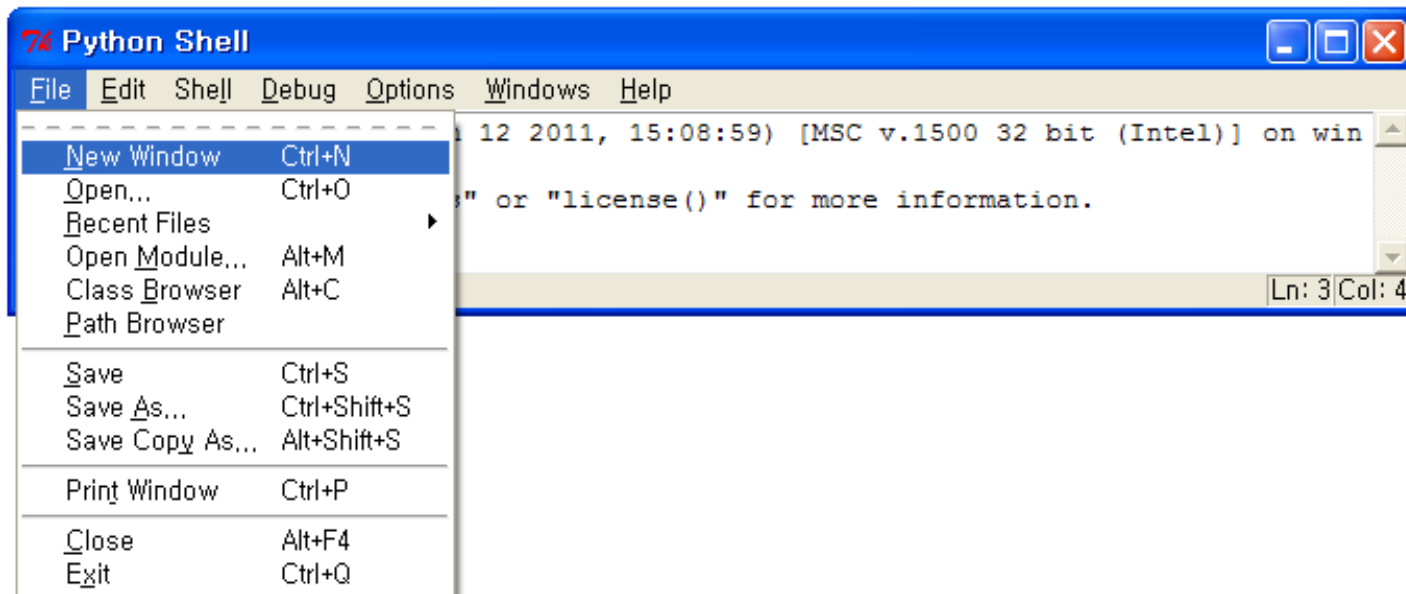 Python Shell
File Edit Shell Debug Options Windows Help
12 2011, 15:08:59) [MSC v.1500 32 bit (Intel)] on win
New Window Ctrl+N
Open... Ctrl+O
" or "license()" for more information.
Recent Files
Open Module... Alt+M
Class Browser Alt+C
Ln: 3 Col: 4
Path Browser
Save Ctrl+S
Save As... Ctrl+Shift+S
Save Copy As... Alt+Shift+S
Print Window Ctrl+P
Close Alt+F4
Exit Ctrl+Q